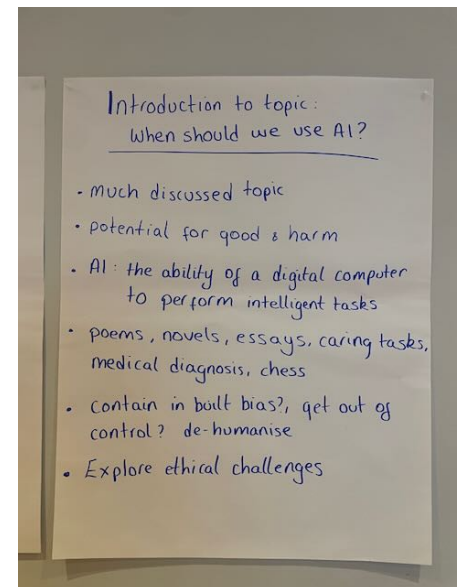 Introduction to topic:
When should we use AI?
• much discussed topic
• potential for good & harm
• AI: the ability of a digital computer
to perform intelligent tasks
• poems, novels, essays, caring tasks,
medical diagnosis, chess
• contain in built bias?, get out of
control? de-humanise
• Explore ethical challenges